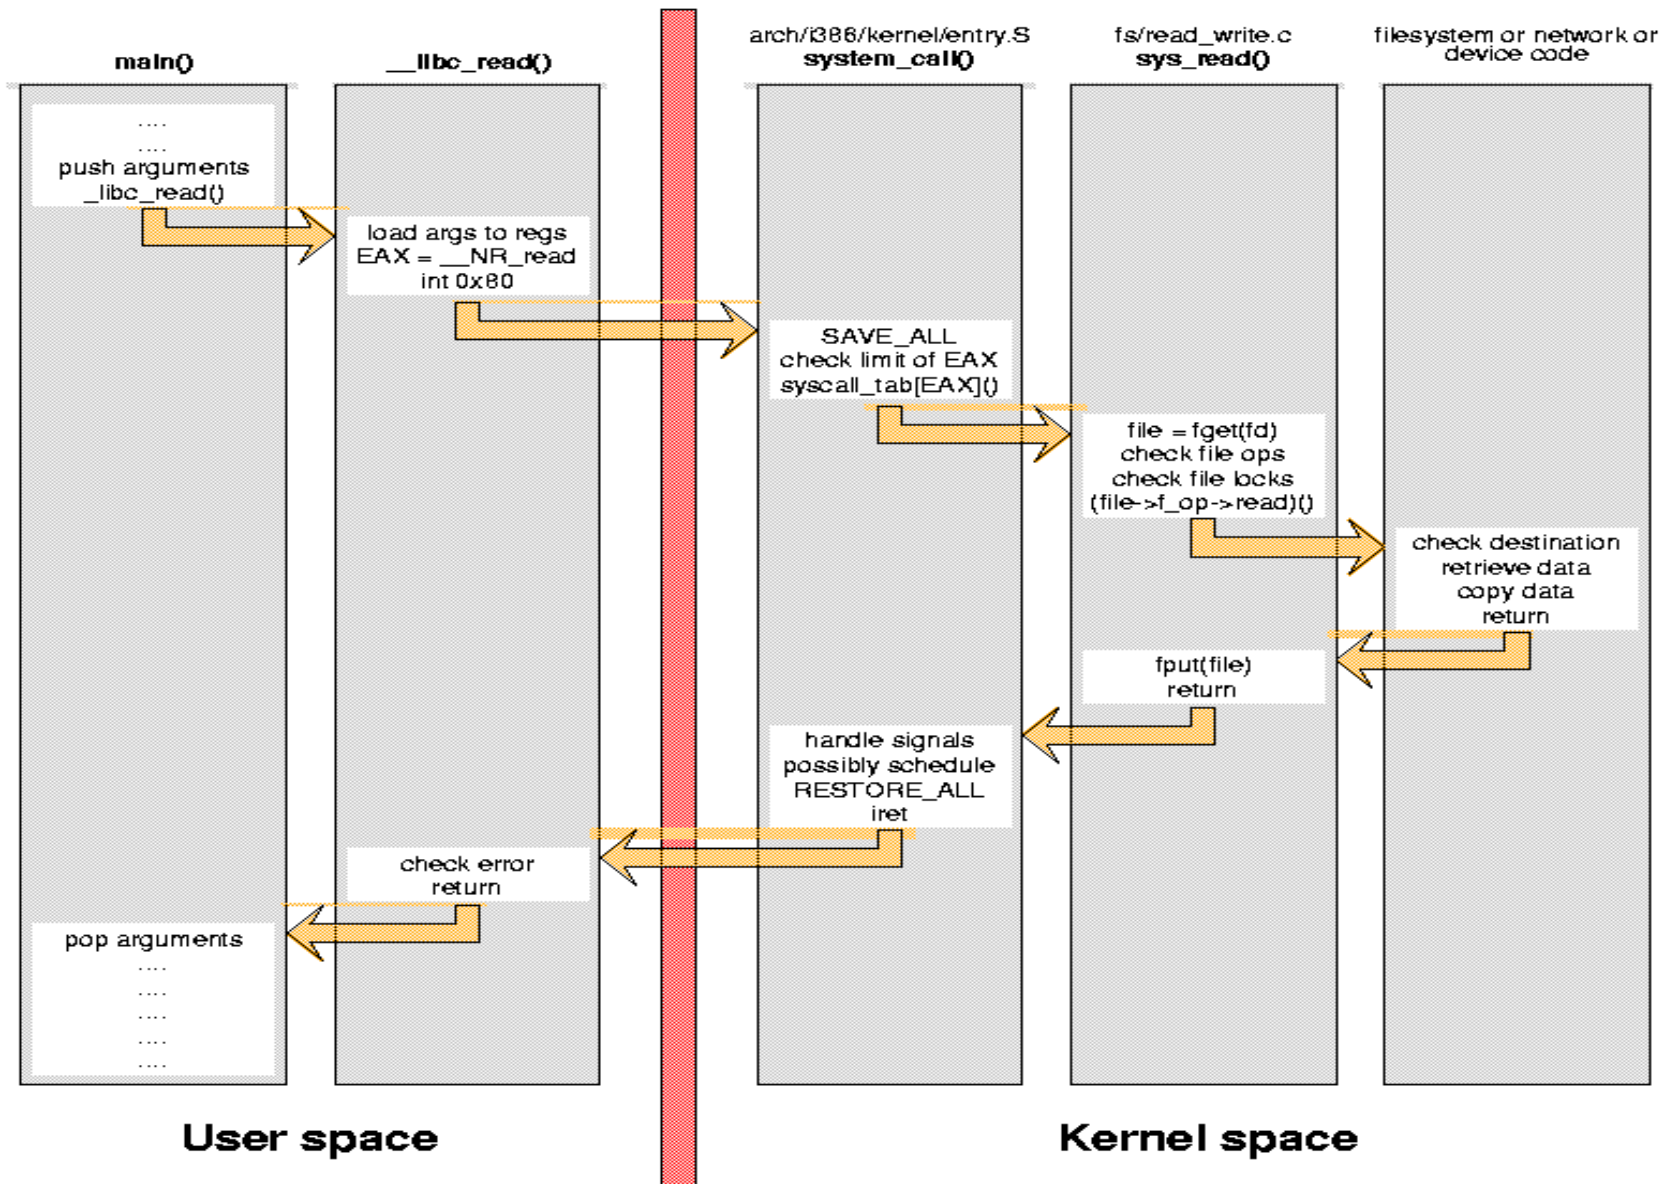 main()
__libc_read()
arch/i386/kernel/entry.S
system_call()
fs/read_write.c
sys_read()
filesystem or network or
device code
....
....
push arguments
_libc_read()
load args to regs
EAX = __NR_read
int 0x80
SAVE_ALL
check limit of EAX
syscall_tab[EAX]()
file = fget(fd)
check file ops
check file locks
(file->f_op->read)()
check destination
retrieve data
copy data
return
fput(file)
return
handle signals
possibly schedule
RESTORE_ALL
iret
check error
return
pop arguments
....
....
....
....
....
User space
Kernel space